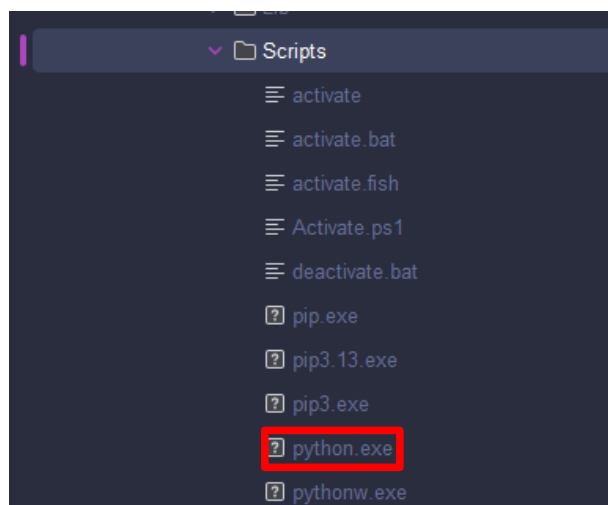 Scripts
activate
activate.bat
activate.fish
Activate.ps1
deactivate.bat
pip.exe
pip3.13.exe
pip3.exe
python.exe
pythonw.exe